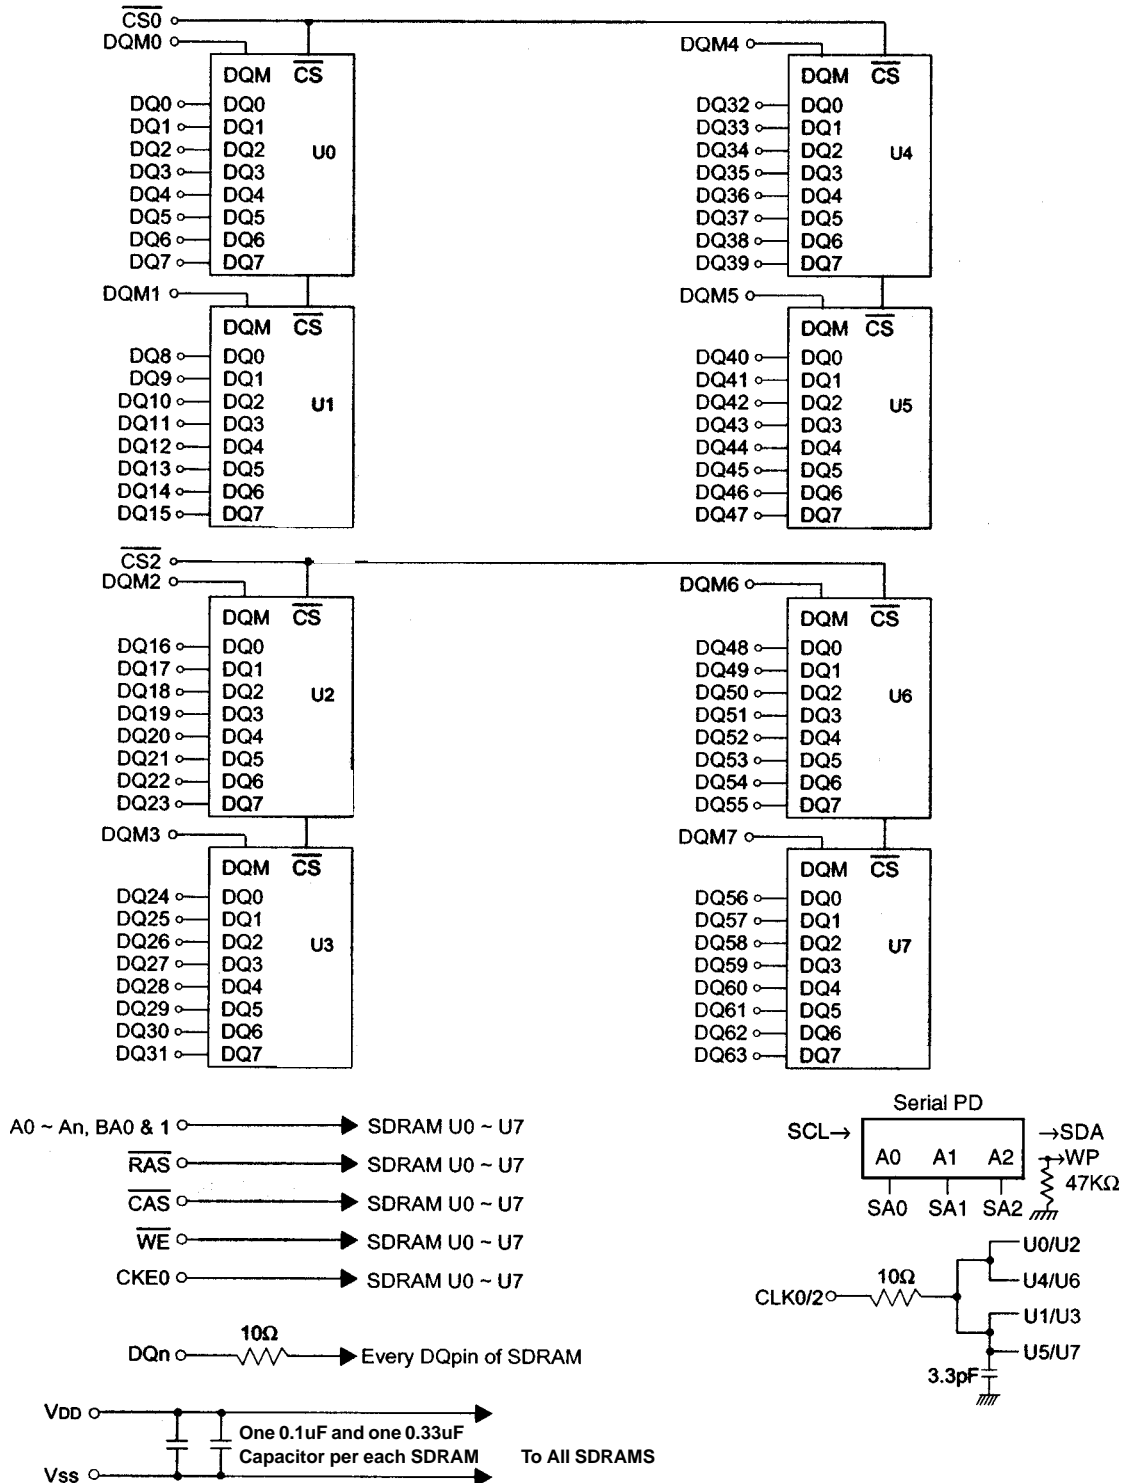 CS0
DQM0
DQM CS
DQ0 DQ0
DQ1 DQ1
DQ2 DQ2
U0
DQ3 DQ3
DQ4 DQ4
DQ5 DQ5
DQ6 DQ6
DQ7 DQ7
DQM1
DQM CS
DQ8 DQ0
DQ9 DQ1
DQ10 DQ2
U1
DQ11 DQ3
DQ12 DQ4
DQ13 DQ5
DQ14 DQ6
DQ15 DQ7
DQM4
DQM CS
DQ32 DQ0
DQ33 DQ1
DQ34 DQ2
U4
DQ35 DQ3
DQ36 DQ4
DQ37 DQ5
DQ38 DQ6
DQ39 DQ7
DQM5
DQM CS
DQ40 DQ0
DQ41 DQ1
DQ42 DQ2
U5
DQ43 DQ3
DQ44 DQ4
DQ45 DQ5
DQ46 DQ6
DQ47 DQ7
CS2
DQM2
DQM CS
DQ16 DQ0
DQ17 DQ1
DQ18 DQ2
U2
DQ19 DQ3
DQ20 DQ4
DQ21 DQ5
DQ22 DQ6
DQ23 DQ7
DQM3
DQM CS
DQ24 DQ0
DQ25 DQ1
DQ26 DQ2
U3
DQ27 DQ3
DQ28 DQ4
DQ29 DQ5
DQ30 DQ6
DQ31 DQ7
DQM6
DQM CS
DQ48 DQ0
DQ49 DQ1
DQ50 DQ2
U6
DQ51 DQ3
DQ52 DQ4
DQ53 DQ5
DQ54 DQ6
DQ55 DQ7
DQM7
DQM CS
DQ56 DQ0
DQ57 DQ1
DQ58 DQ2
U7
DQ59 DQ3
DQ60 DQ4
DQ61 DQ5
DQ62 DQ6
DQ63 DQ7
A0 ~ An, BA0 & 1 SDRAM U0 ~ U7
RAS SDRAM U0 ~ U7
CAS SDRAM U0 ~ U7
WE SDRAM U0 ~ U7
CKE0 SDRAM U0 ~ U7
10Ω
DQn Every DQpin of SDRAM
VDD
One 0.1uF and one 0.33uF
Capacitor per each SDRAM To All SDRAMS
Vss
Serial PD
SCL→ →SDA
A0 A1 A2 →WP
47KΩ
SA0 SA1 SA2
U0/U2
10Ω
U4/U6
CLK0/2
U1/U3
U5/U7
3.3pF